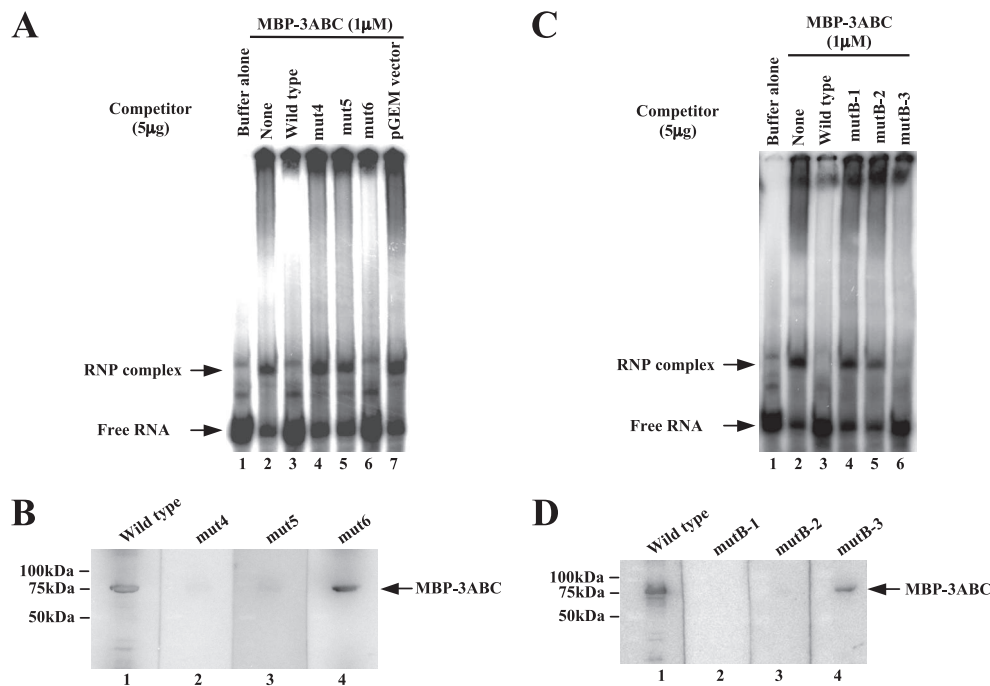 A
MBP-3ABC (1μM)
Competitor
(5μg)
Buffer alone
None
Wild type
mut4
mut5
mut6
pGEM vector
RNP complex
Free RNA
1 2 3 4 5 6 7
C
MBP-3ABC
(1μM)
Competitor
(5μg)
Buffer alone
None
Wild type
mutB-1
mutB-2
mutB-3
RNP complex
Free RNA
1 2 3 4 5 6
B
Wild type
mut4
mut5
mut6
100kDa
75kDa
50kDa
MBP-3ABC
1 2 3 4
D
Wild type
mutB-1
mutB-2
mutB-3
100kDa
75kDa
50kDa
MBP-3ABC
1 2 3 4